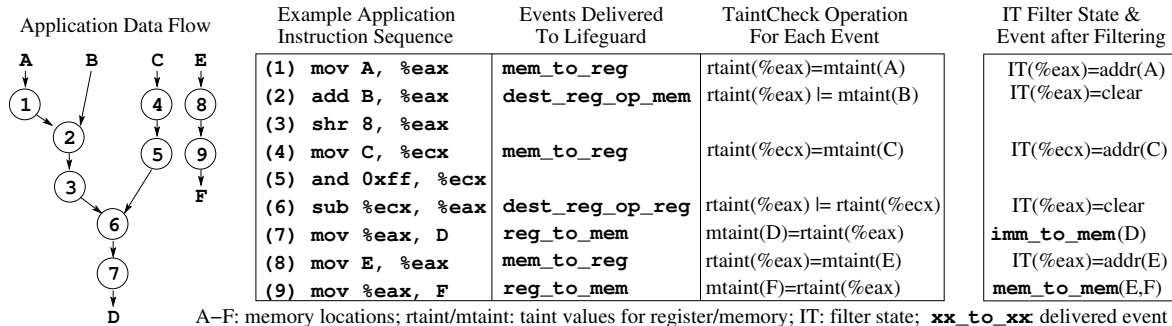 Application Data Flow
A B C E
1 4 8
2
5 9
3
F
6
7
D
Example Application Instruction Sequence
Events Delivered To Lifeguard
TaintCheck Operation For Each Event
IT Filter State & Event after Filtering
(1) mov A, %eax mem_to_reg rtaint(%eax)=mtaint(A) IT(%eax)=addr(A)
(2) add B, %eax dest_reg_op_mem rtaint(%eax) |= mtaint(B) IT(%eax)=clear
(3) shr 8, %eax
(4) mov C, %ecx mem_to_reg rtaint(%ecx)=mtaint(C) IT(%ecx)=addr(C)
(5) and 0xff, %ecx
(6) sub %ecx, %eax dest_reg_op_reg rtaint(%eax) |= rtaint(%ecx) IT(%eax)=clear
(7) mov %eax, D reg_to_mem mtaint(D)=rtaint(%eax) imm_to_mem(D)
(8) mov E, %eax mem_to_reg rtaint(%eax)=mtaint(E) IT(%eax)=addr(E)
(9) mov %eax, F reg_to_mem mtaint(F)=rtaint(%eax) mem_to_mem(E,F)
A−F: memory locations; rtaint/mtaint: taint values for register/memory; IT: filter state; xx_to_xx: delivered event